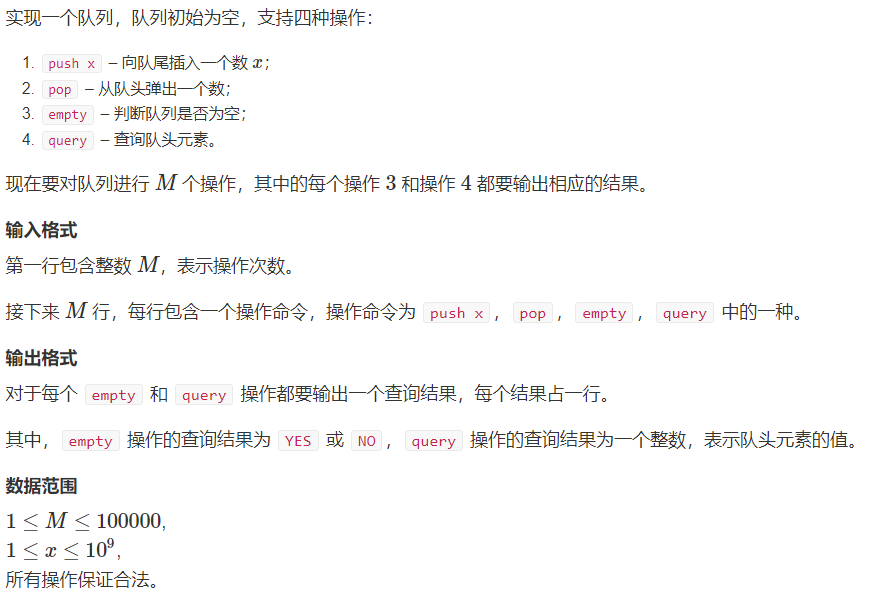 实现一个队列，队列初始为空，支持四种操作：
1. push x – 向队尾插入一个数 x；
2. pop – 从队头弹出一个数；
3. empty – 判断队列是否为空；
4. query – 查询队头元素。
现在要对队列进行 M 个操作，其中的每个操作 3 和操作 4 都要输出相应的结果。
输入格式
第一行包含整数 M，表示操作次数。
接下来 M 行，每行包含一个操作命令，操作命令为 push x，pop，empty，query 中的一种。
输出格式
对于每个 empty 和 query 操作都要输出一个查询结果，每个结果占一行。
其中，empty 操作的查询结果为 YES 或 NO，query 操作的查询结果为一个整数，表示队头元素的值。
数据范围
1 ≤ M ≤ 100000,
1 ≤ x ≤ 10⁹,
所有操作保证合法。